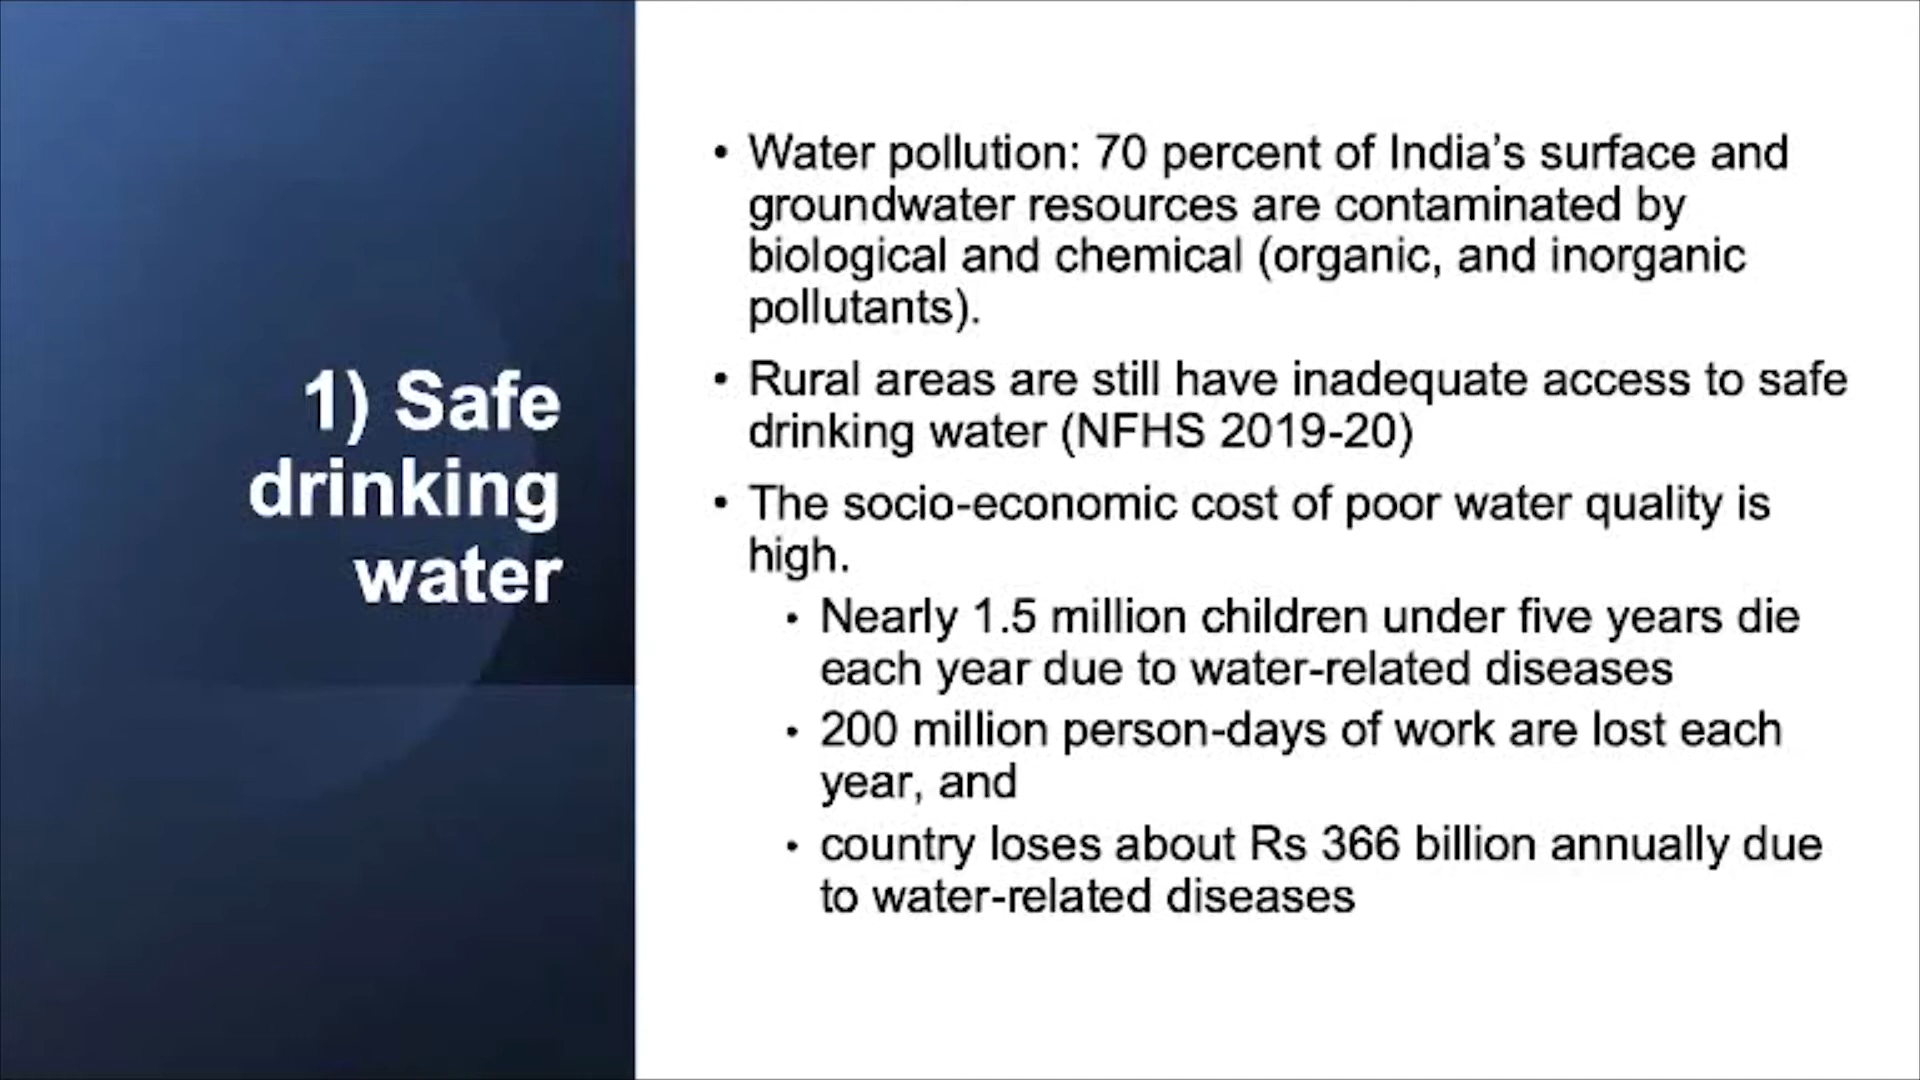 1) Safe
drinking
water
• Water pollution: 70 percent of India’s surface and
groundwater resources are contaminated by
biological and chemical (organic, and inorganic
pollutants).
• Rural areas are still have inadequate access to safe
drinking water (NFHS 2019-20)
• The socio-economic cost of poor water quality is
high.
• Nearly 1.5 million children under five years die
each year due to water-related diseases
• 200 million person-days of work are lost each
year, and
• country loses about Rs 366 billion annually due
to water-related diseases